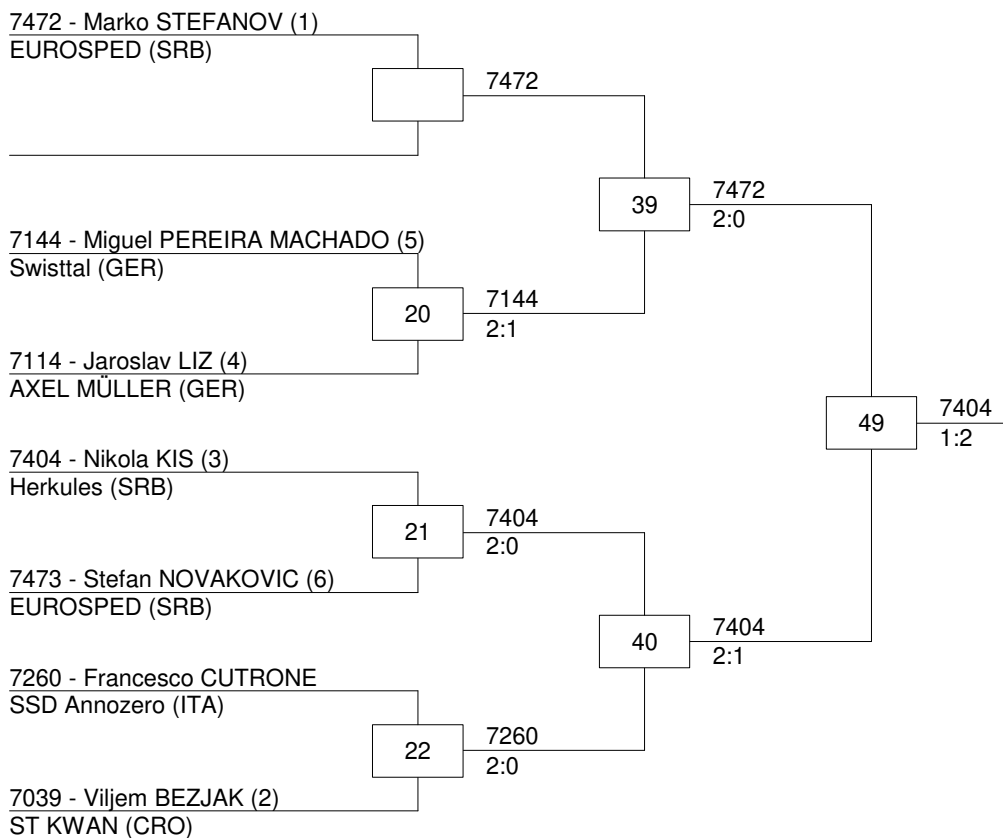 7472 - Marko STEFANOV (1)
EUROSPED (SRB)
7472
39
7472
2:0
7144 - Miguel PEREIRA MACHADO (5)
Swisttal (GER)
20
7144
2:1
7114 - Jaroslav LIZ (4)
AXEL MÜLLER (GER)
49
7404
1:2
7404 - Nikola KIS (3)
Herkules (SRB)
21
7404
2:0
7473 - Stefan NOVAKOVIC (6)
EUROSPED (SRB)
40
7404
2:1
7260 - Francesco CUTRONE
SSD Annozero (ITA)
22
7260
2:0
7039 - Viljem BEZJAK (2)
ST KWAN (CRO)